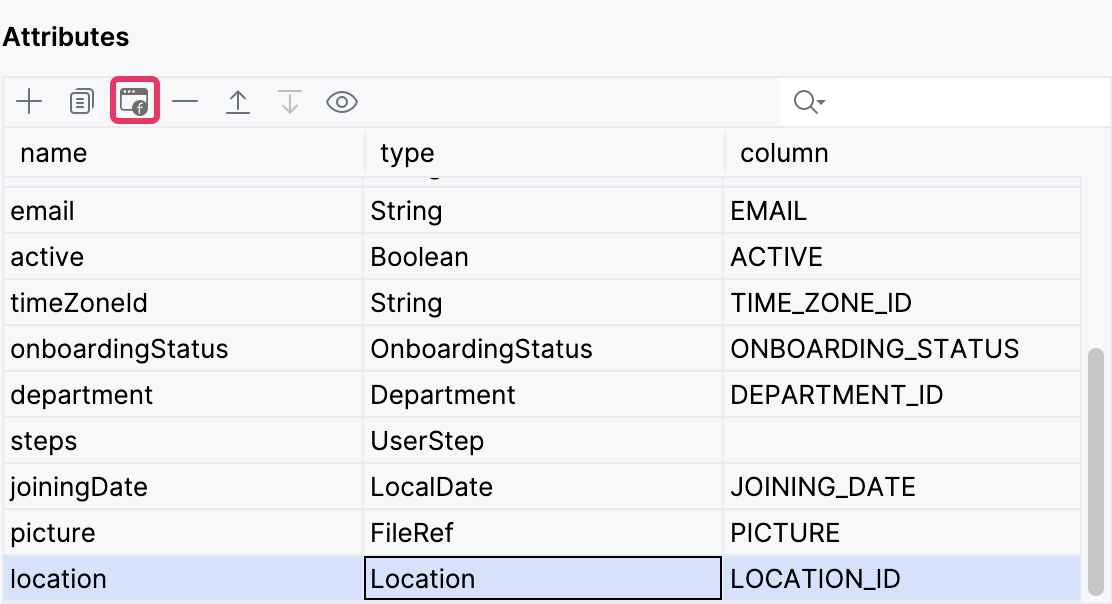 Attributes
name type column
email String EMAIL
active Boolean ACTIVE
timeZoneId String TIME_ZONE_ID
onboardingStatus OnboardingStatus ONBOARDING_STATUS
department Department DEPARTMENT_ID
steps UserStep
joiningDate LocalDate JOINING_DATE
picture FileRef PICTURE
location Location LOCATION_ID